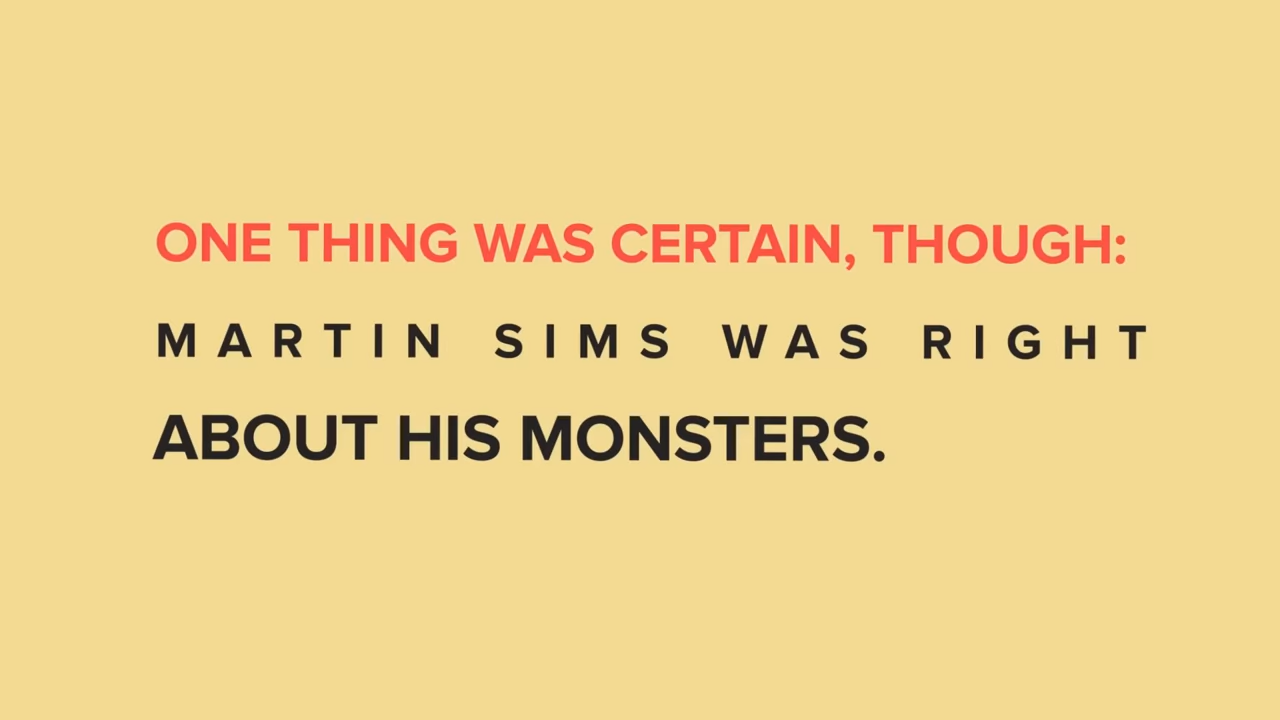 ONE THING WAS CERTAIN, THOUGH:
MARTIN SIMS WAS RIGHT
ABOUT HIS MONSTERS.